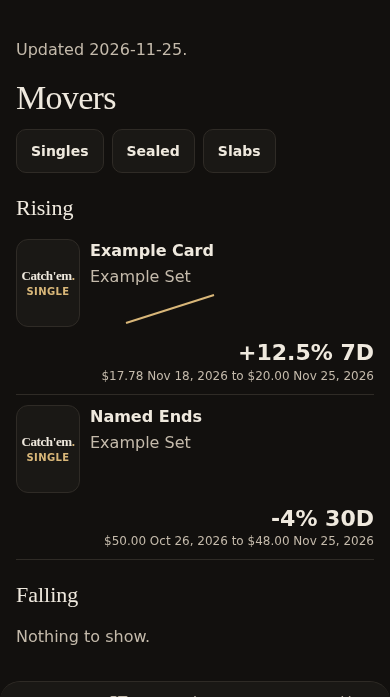 Updated 2026-11-25.
Movers
Singles Sealed Slabs
Rising
Catch'em.
SINGLE
Example Card
Example Set
+12.5% 7D
$17.78 Nov 18, 2026 to $20.00 Nov 25, 2026
Catch'em.
SINGLE
Named Ends
Example Set
-4% 30D
$50.00 Oct 26, 2026 to $48.00 Nov 25, 2026
Falling
Nothing to show.